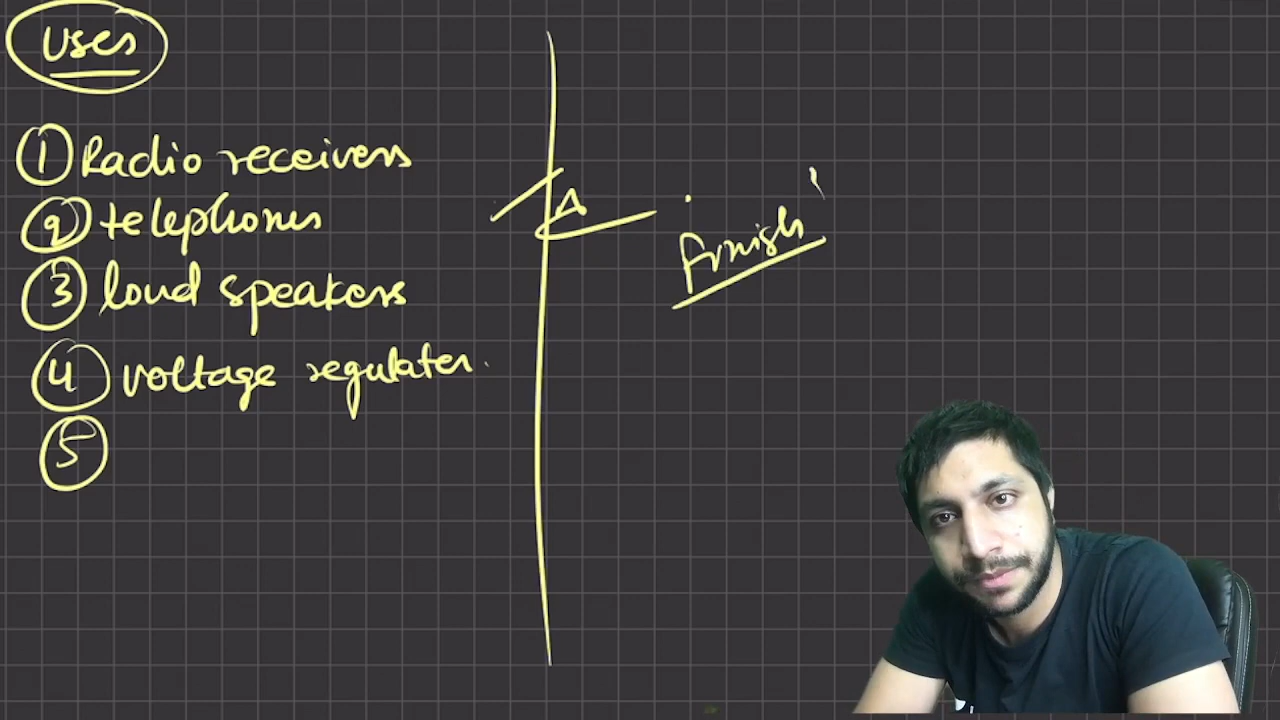 uses
① Radio receivers
② telephones
③ loud speakers
④ voltage regulater.
⑤
finish